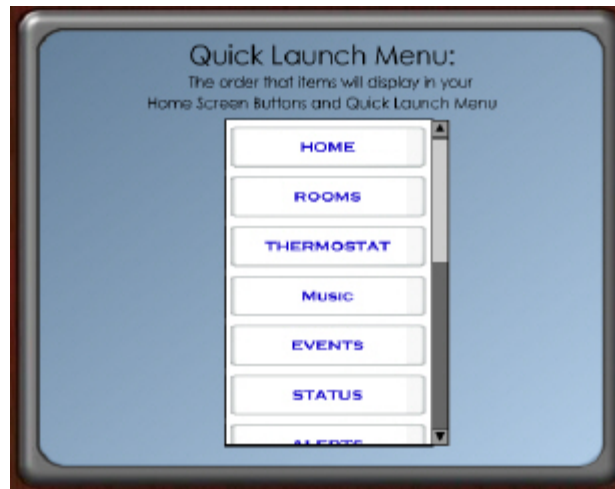 Quick Launch Menu:
The order that items will display in your
Home Screen Buttons and Quick Launch Menu
HOME
ROOMS
THERMOSTAT
Music
EVENTS
STATUS
ALERTS